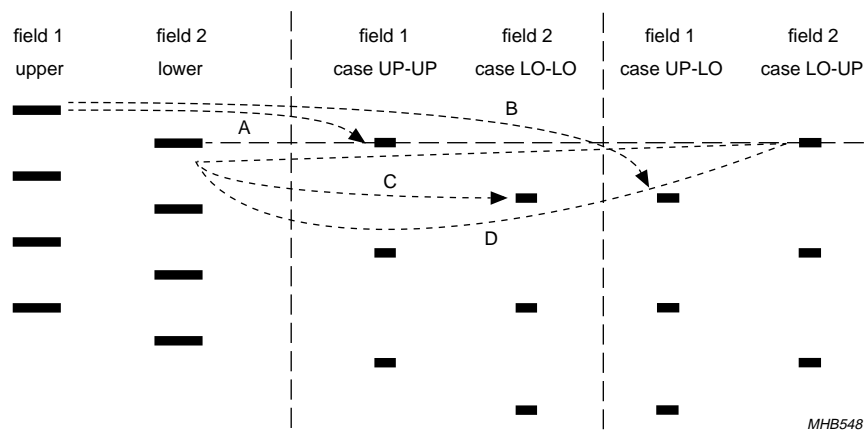 field 1 field 2 field 1 field 2 field 1 field 2
upper lower case UP-UP case LO-LO case UP-LO case LO-UP
B
A
C
D
MHB548